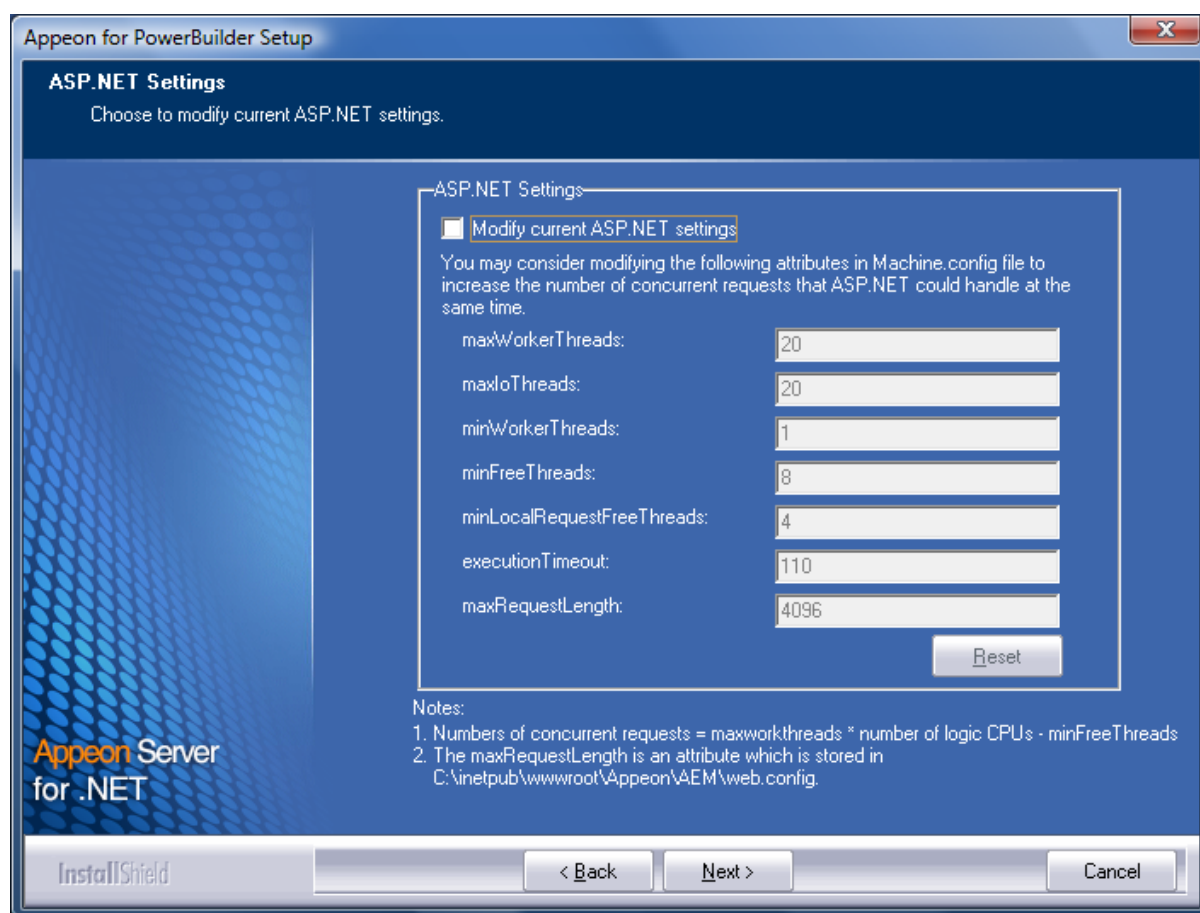 Appeon for PowerBuilder Setup
x
ASP.NET Settings
Choose to modify current ASP.NET settings.
ASP.NET Settings
Modify current ASP.NET settings
You may consider modifying the following attributes in Machine.config file to
increase the number of concurrent requests that ASP.NET could handle at the
same time.
maxWorkerThreads: 20
maxIoThreads: 20
minWorkerThreads: 1
minFreeThreads: 8
minLocalRequestFreeThreads: 4
executionTimeout: 110
maxRequestLength: 4096
Reset
Notes:
1. Numbers of concurrent requests = maxworkthreads * number of logic CPUs - minFreeThreads
2. The maxRequestLength is an attribute which is stored in
C:\inetpub\wwwroot\Appeon\AEM\web.config.
Appeon Server
for .NET
InstallShield
< Back
Next >
Cancel